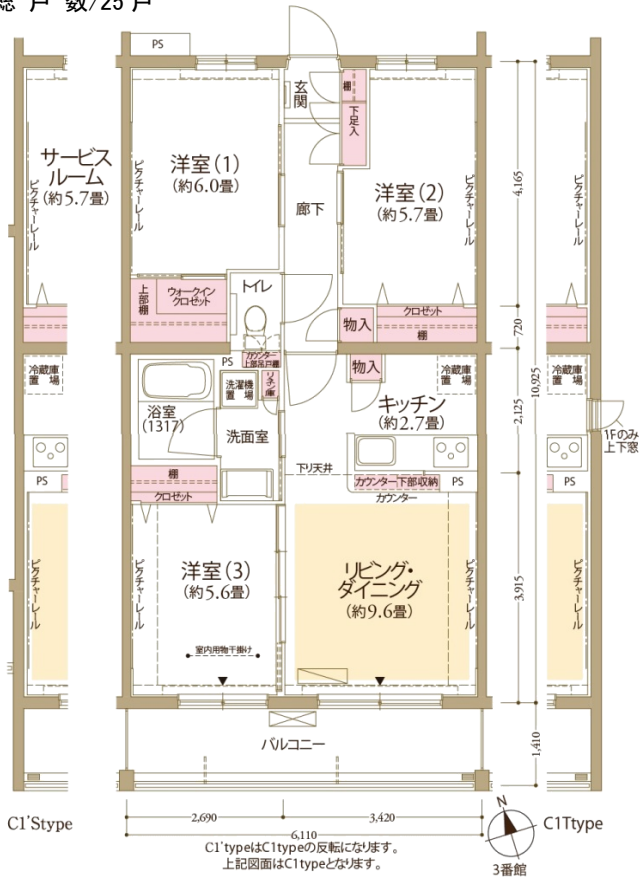 総 戸 数/25 戸
PS
玄関
棚
下足入
サービス
ルーム
(約5.7畳)
ピクチャーレール
洋室(1)
(約6.0畳)
ピクチャーレール
廊下
洋室(2)
(約5.7畳)
ピクチャーレール
ピクチャーレール
4,165
上部棚
ウォークイン
クロゼット
トイレ
物入
クロゼット
棚
720
10,925
冷蔵庫
置場
浴室
(1317)
PS
カウンター
上部吊戸棚
洗濯機
置場
リネン庫
洗面室
物入
キッチン
(約2.7畳)
冷蔵庫
置場
2,125
冷蔵庫
置場
1Fのみ
上下窓
PS
棚
クロゼット
下り天井
カウンター下部収納
カウンター
PS
PS
ピクチャーレール
洋室(3)
(約5.6畳)
室内用物干掛け
リビング・
ダイニング
(約9.6畳)
ピクチャーレール
ピクチャーレール
3,915
バルコニー
1,410
C1'Stype
2,690
3,420
6,110
N
C1Ttype
3番館
C1'typeはC1typeの反転になります。
上記図面はC1typeとなります。